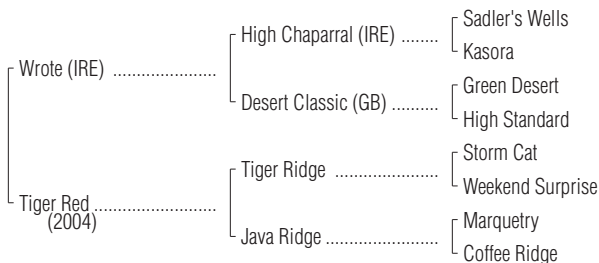 Sadler's Wells
High Chaparral (IRE) ........
Kasora
Wrote (IRE) ......................
Green Desert
Desert Classic (GB) ..........
High Standard
Storm Cat
Tiger Ridge ......................
Weekend Surprise
Tiger Red ..........................
(2004)
Marquetry
Java Ridge ........................
Coffee Ridge